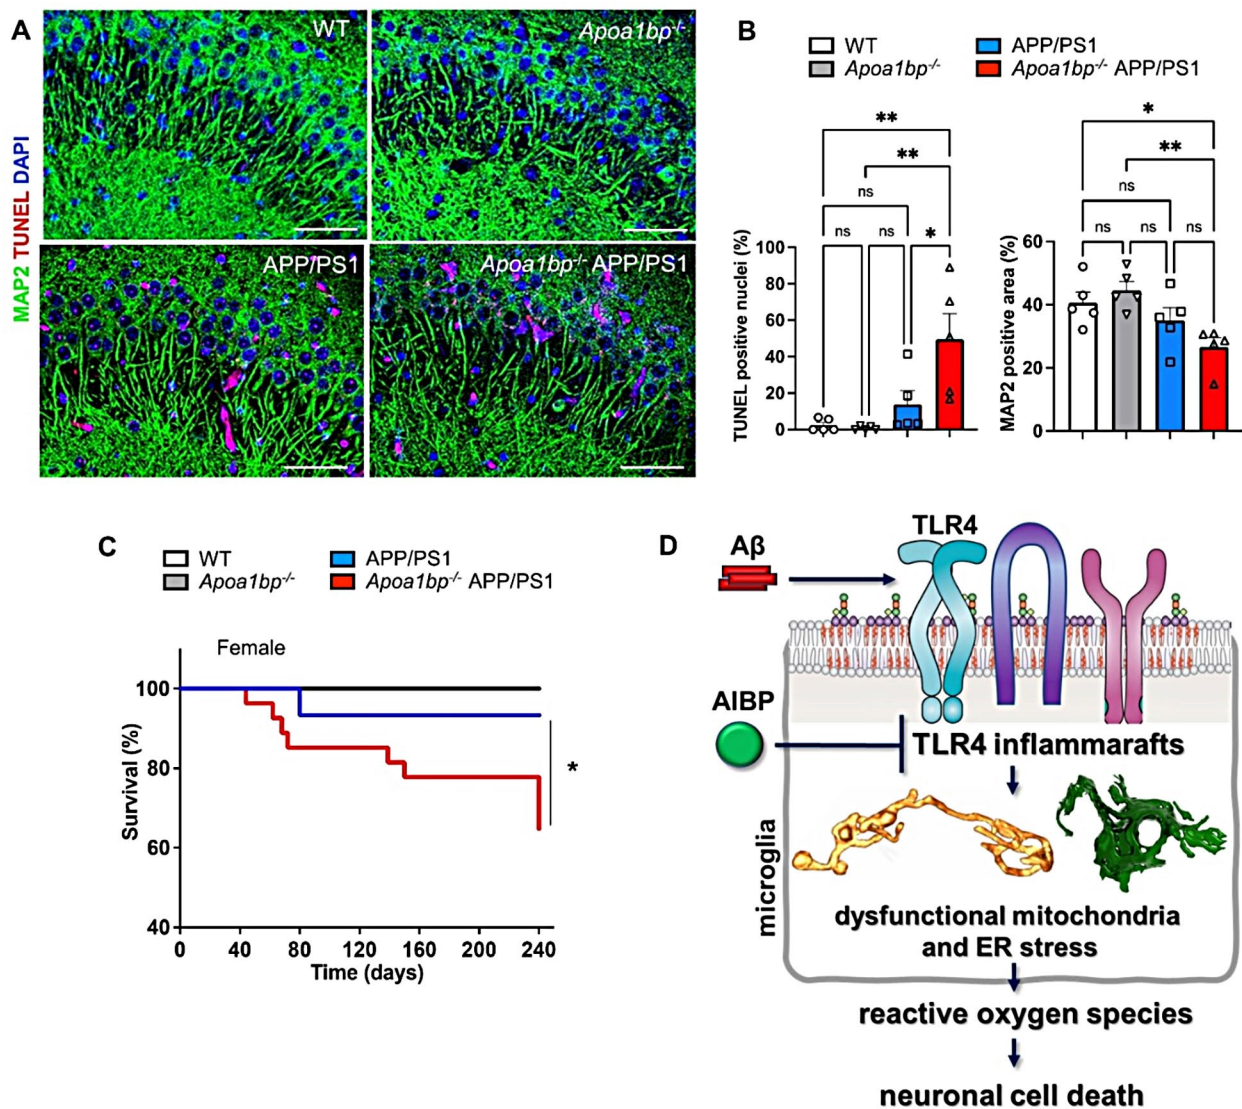 A
MAP2 TUNEL DAPI
WT
Apoa1bp-/-
APP/PS1
Apoa1bp-/- APP/PS1
B
WT
APP/PS1
Apoa1bp-/-
Apoa1bp-/- APP/PS1
**
**
ns
ns
ns
*
TUNEL positive nuclei (%)
100
80
60
40
20
0
*
**
ns
ns
ns
ns
MAP2 positive area (%)
60
40
20
0
C
WT
APP/PS1
Apoa1bp-/-
Apoa1bp-/- APP/PS1
Female
Survival (%)
100
80
60
40
*
0
40
80
120
160
200
240
Time (days)
D
TLR4
Aβ
AIBP
TLR4 inflammarafts
microglia
dysfunctional mitochondria
and ER stress
reactive oxygen species
neuronal cell death